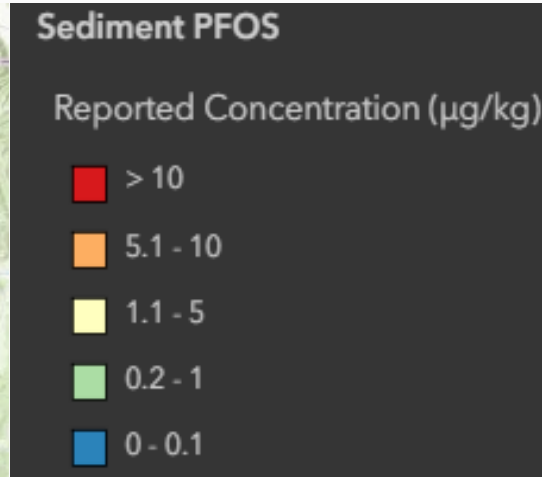 Sediment PFOS
Reported Concentration (µg/kg)
> 10
5.1 - 10
1.1 - 5
0.2 - 1
0 - 0.1